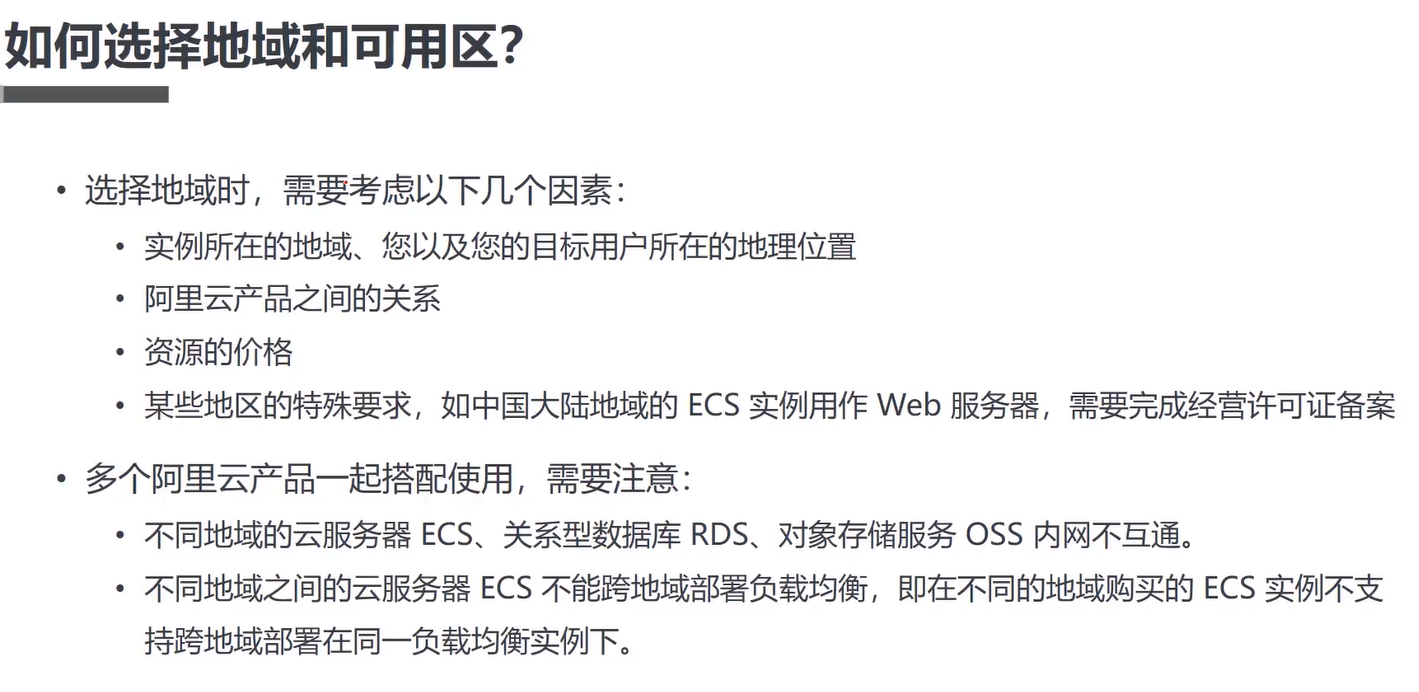 如何选择地域和可用区？
• 选择地域时，需要考虑以下几个因素：
• 实例所在的地域、您以及您的目标用户所在的地理位置
• 阿里云产品之间的关系
• 资源的价格
• 某些地区的特殊要求，如中国大陆地域的 ECS 实例用作 Web 服务器，需要完成经营许可证备案
• 多个阿里云产品一起搭配使用，需要注意：
• 不同地域的云服务器 ECS、关系型数据库 RDS、对象存储服务 OSS 内网不互通。
• 不同地域之间的云服务器 ECS 不能跨地域部署负载均衡，即在不同的地域购买的 ECS 实例不支
持跨地域部署在同一负载均衡实例下。